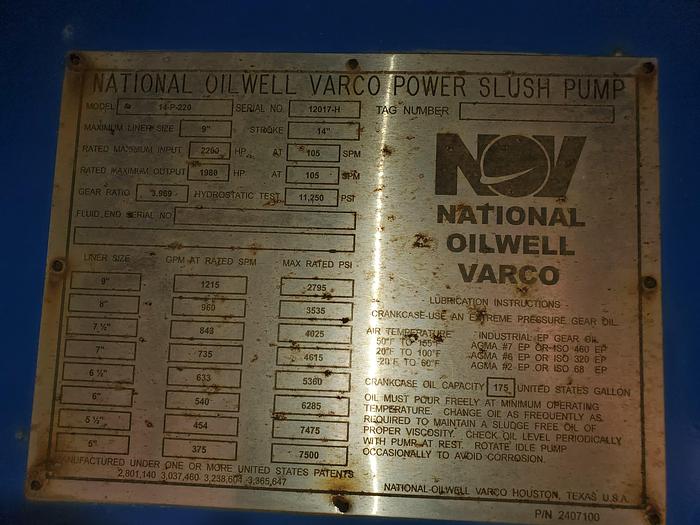 NATIONAL OILWELL VARCO POWER SLUSH PUMP
MODEL 14-P-220 SERIAL NO. 12017-H TAG NUMBER
MAXIMUM LINER SIZE 9" STROKE 14"
RATED MAXIMUM INPUT 2200 HP AT 105 SPM
RATED MAXIMUM OUTPUT 1980 HP AT 105 SPM
GEAR RATIO 3.969 HYDROSTATIC TEST 11,250 PSI
FLUID END SERIAL NO
LINER SIZE GPM AT RATED SPM MAX RATED PSI
9" 1215 2795
8" 960 3535
7 ½" 843 4025
7" 735 4615
6 ½" 633 5360
6" 540 6285
5 ½" 454 7475
5" 375 7500
MANUFACTURED UNDER ONE OR MORE UNITED STATES PATENTS
2,801,140 3,037,460 3,238,604 3,365,647
NOV
NATIONAL
OILWELL
VARCO
LUBRICATION INSTRUCTIONS
CRANKCASE-USE AN EXTREME PRESSURE GEAR OIL.
AIR TEMPERATURE INDUSTRIAL EP GEAR OIL
50°F TO 155° AGMA #7 EP OR ISO 460 EP
20°F TO 100°F AGMA #6 EP OR ISO 320 EP
-20°F TO 60°F AGMA #2 EP OR ISO 68 EP
CRANKCASE OIL CAPACITY 175 UNITED STATES GALLON
OIL MUST POUR FREELY AT MINIMUM OPERATING
TEMPERATURE. CHANGE OIL AS FREQUENTLY AS
REQUIRED TO MAINTAIN A SLUDGE FREE OIL OF
PROPER VISCOSITY. CHECK OIL LEVEL PERIODICALLY
WITH PUMP AT REST. ROTATE IDLE PUMP
OCCASIONALLY TO AVOID CORROSION.
NATIONAL-OILWELL VARCO HOUSTON, TEXAS U.S.A.
P/N 2407100